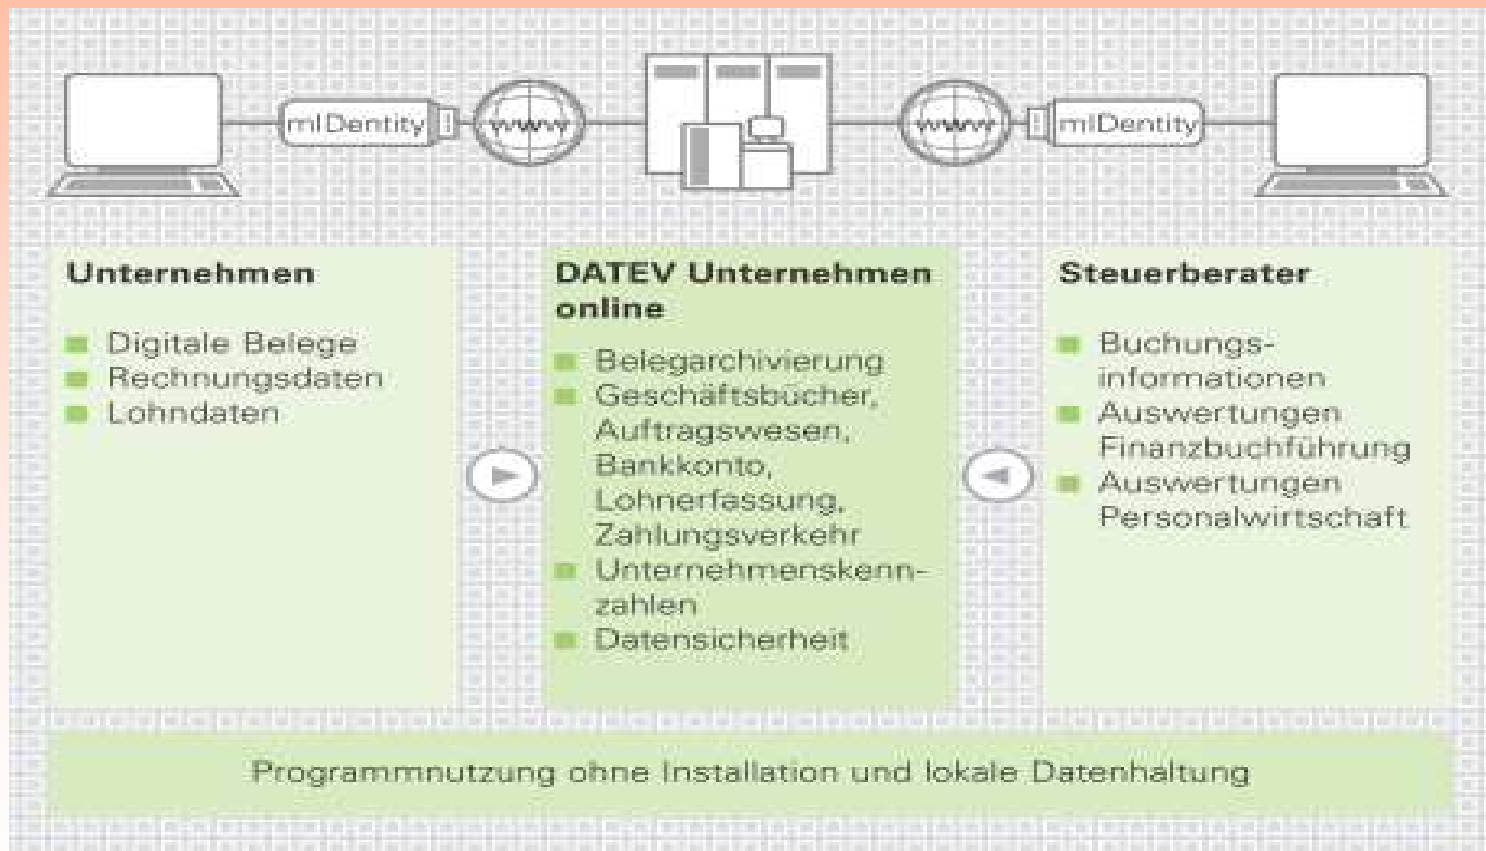 mIDentity
www
www
mIDentity
Unternehmen
Digitale Belege
Rechnungsdaten
Lohndaten
DATEV Unternehmen
online
Belegarchivierung
Geschäftsbücher,
Auftragswesen,
Bankkonto,
Lohnerfassung,
Zahlungsverkehr
Unternehmenskenn-
zahlen
Datensicherheit
Steuerberater
Buchungs-
informationen
Auswertungen
Finanzbuchführung
Auswertungen
Personalwirtschaft
Programmnutzung ohne Installation und lokale Datenhaltung